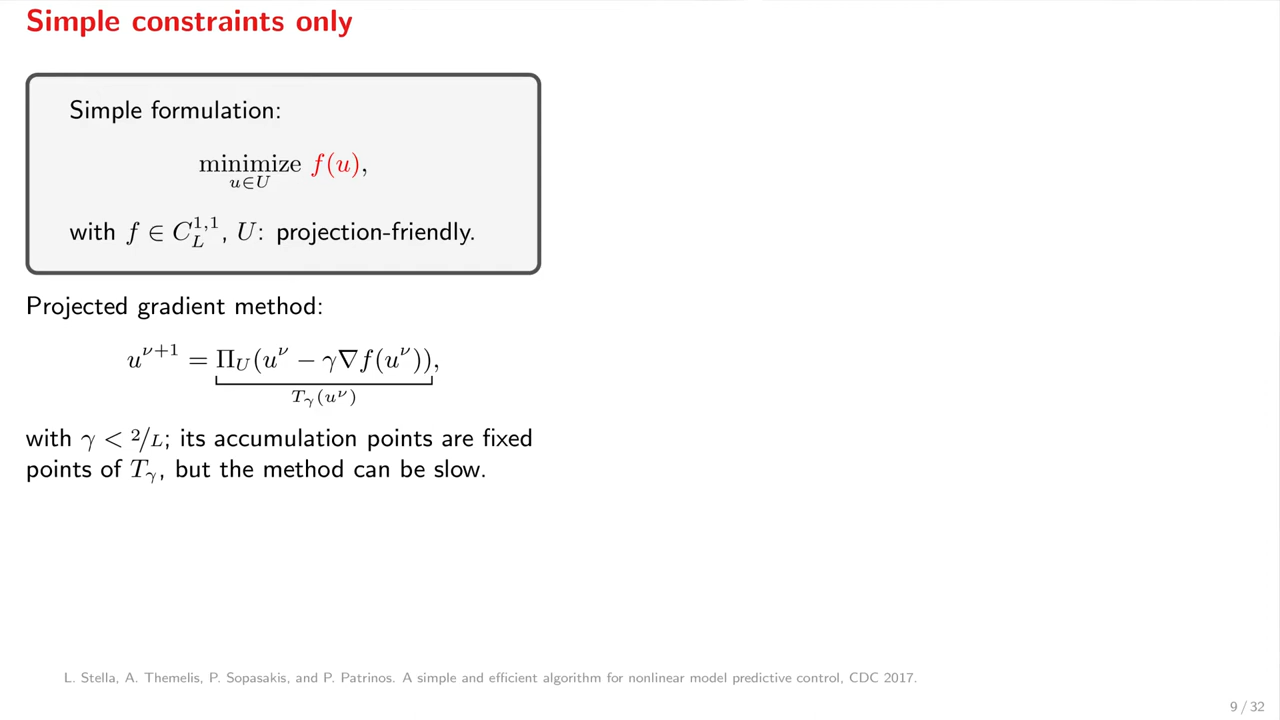 Simple constraints only
Simple formulation:
minimize f(u),
u∈U
with f ∈ C_L^{1,1}, U: projection-friendly.
Projected gradient method:
u^{ν+1} = Π_U(u^ν − γ∇f(u^ν)),
T_γ(u^ν)
with γ < 2/L; its accumulation points are fixed
points of T_γ, but the method can be slow.
L. Stella, A. Themelis, P. Sopasakis, and P. Patrinos. A simple and efficient algorithm for nonlinear model predictive control, CDC 2017.
9 / 32